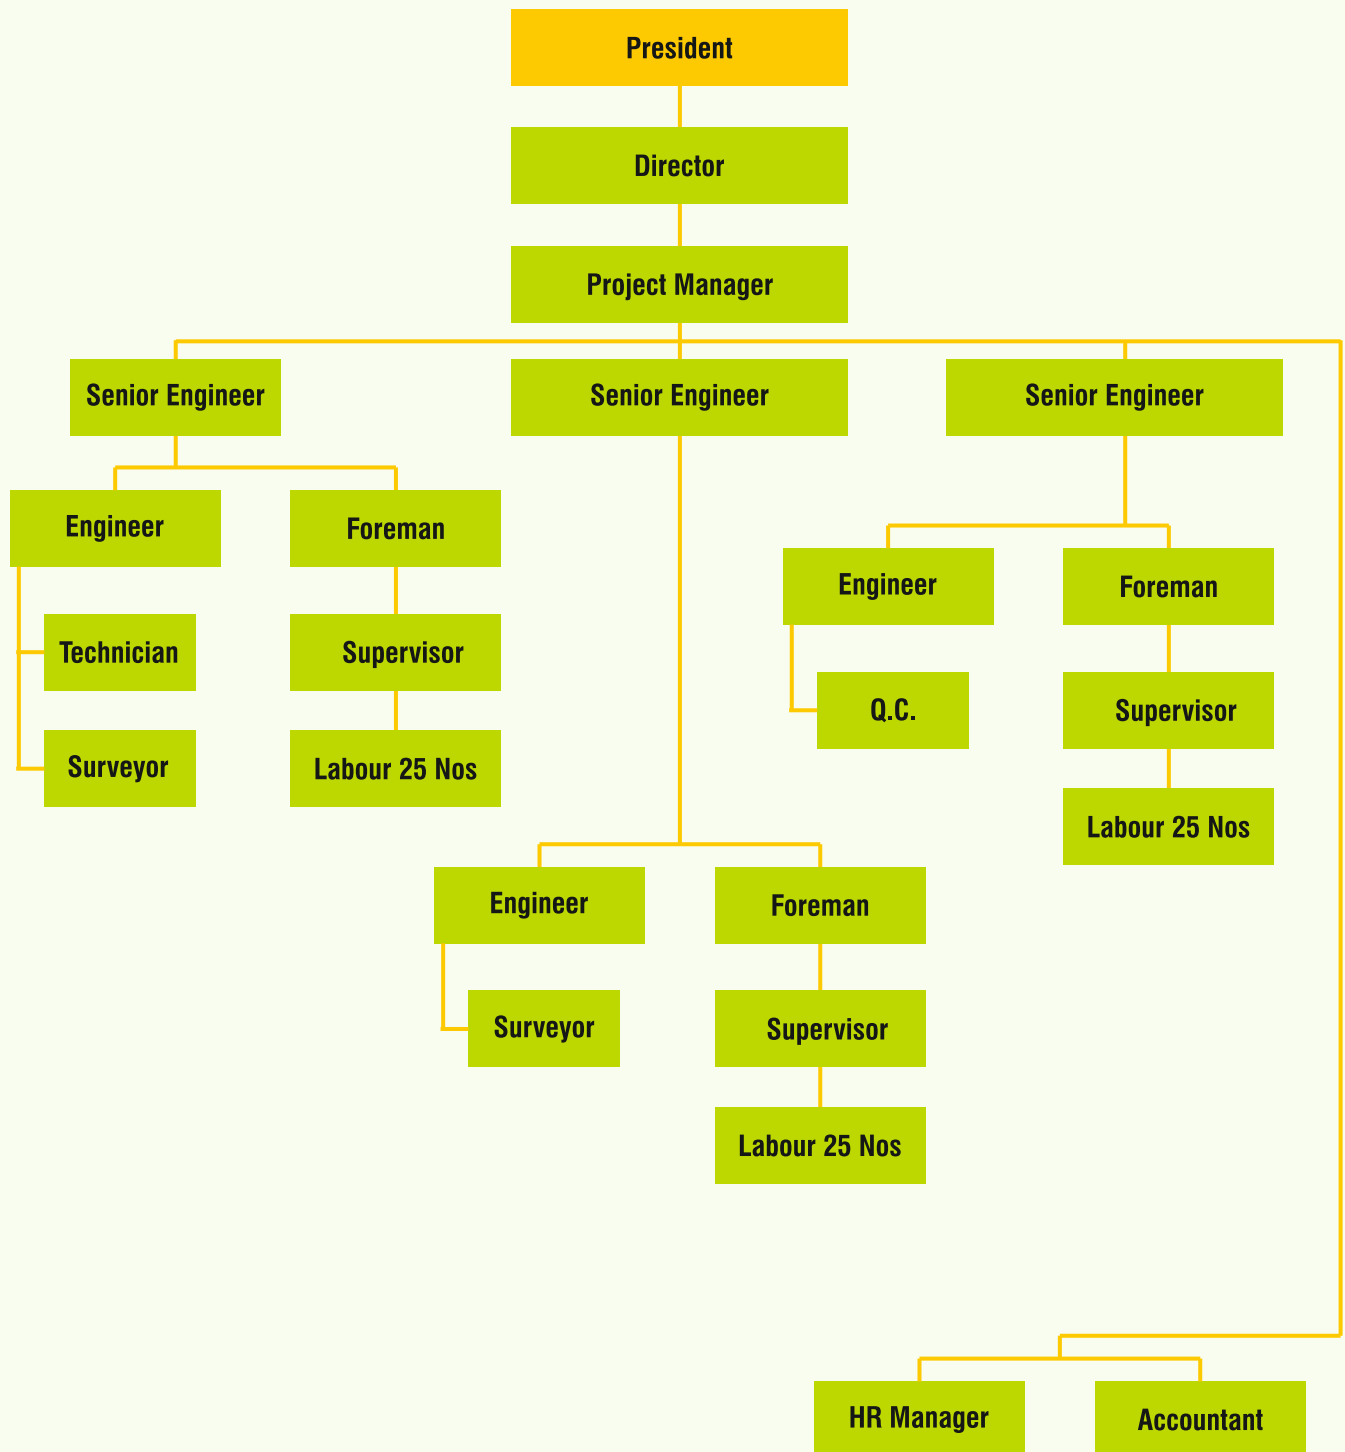 President
Director
Project Manager
Senior Engineer
Senior Engineer
Senior Engineer
Engineer
Foreman
Technician
Supervisor
Surveyor
Labour 25 Nos
Engineer
Foreman
Q.C.
Supervisor
Labour 25 Nos
Engineer
Foreman
Surveyor
Supervisor
Labour 25 Nos
HR Manager
Accountant